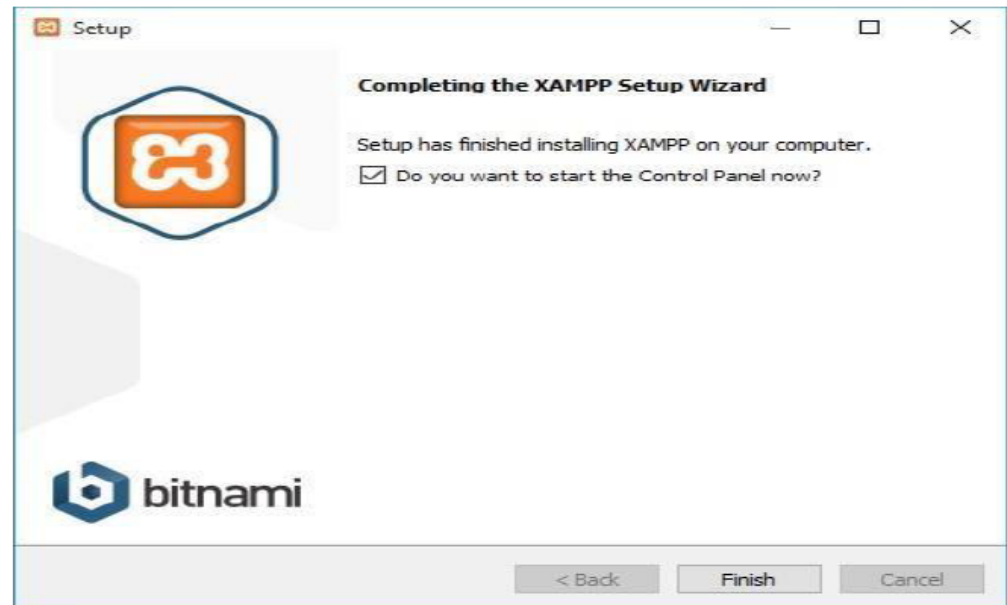 Setup
Completing the XAMPP Setup Wizard
Setup has finished installing XAMPP on your computer.
Do you want to start the Control Panel now?
bitnami
< Back
Finish
Cancel